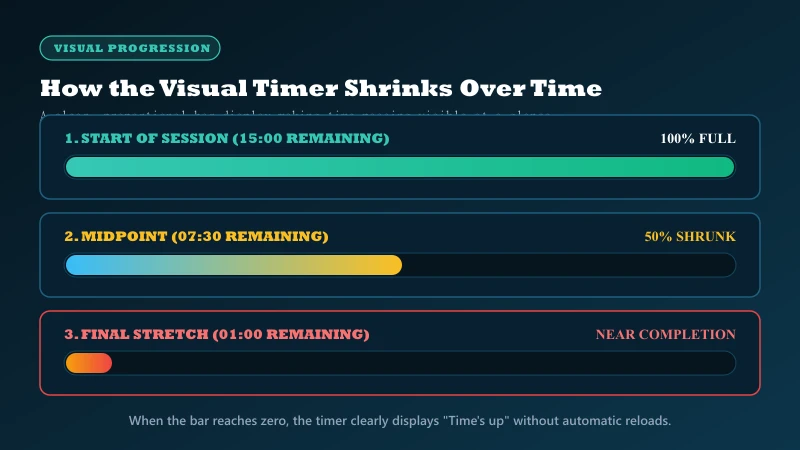 VISUAL PROGRESSION
How the Visual Timer Shrinks Over Time
1. START OF SESSION (15:00 REMAINING)
100% FULL
2. MIDPOINT (07:30 REMAINING)
50% SHRUNK
3. FINAL STRETCH (01:00 REMAINING)
NEAR COMPLETION
When the bar reaches zero, the timer clearly displays "Time's up" without automatic reloads.